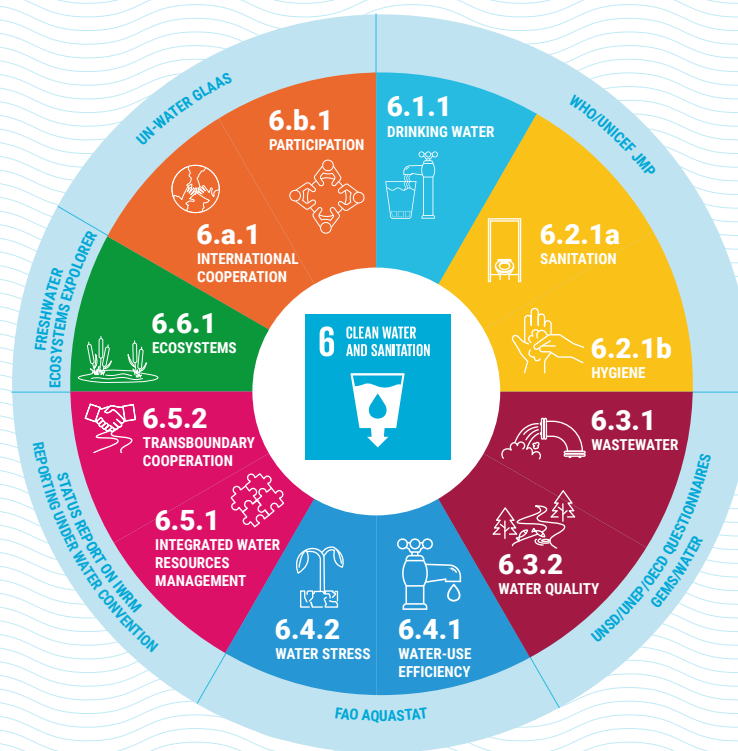 6 CLEAN WATER
AND SANITATION
6.1.1
DRINKING WATER
6.2.1a
SANITATION
6.2.1b
HYGIENE
WHO/UNICEF JMP
6.3.1
WASTEWATER
6.3.2
WATER QUALITY
UNSD/UNEP/OECD QUESTIONNAIRES
GEMS/WATER
6.4.1
WATER-USE
EFFICIENCY
6.4.2
WATER STRESS
FAO AQUASTAT
6.5.1
INTEGRATED WATER
RESOURCES
MANAGEMENT
6.5.2
TRANSBOUNDARY
COOPERATION
STATUS REPORT ON IWRM
REPORTING UNDER WATER CONVENTION
6.6.1
ECOSYSTEMS
FRESHWATER
ECOSYSTEMS EXPOLORER
6.a.1
INTERNATIONAL
COOPERATION
6.b.1
PARTICIPATION
UN-WATER GLAAS